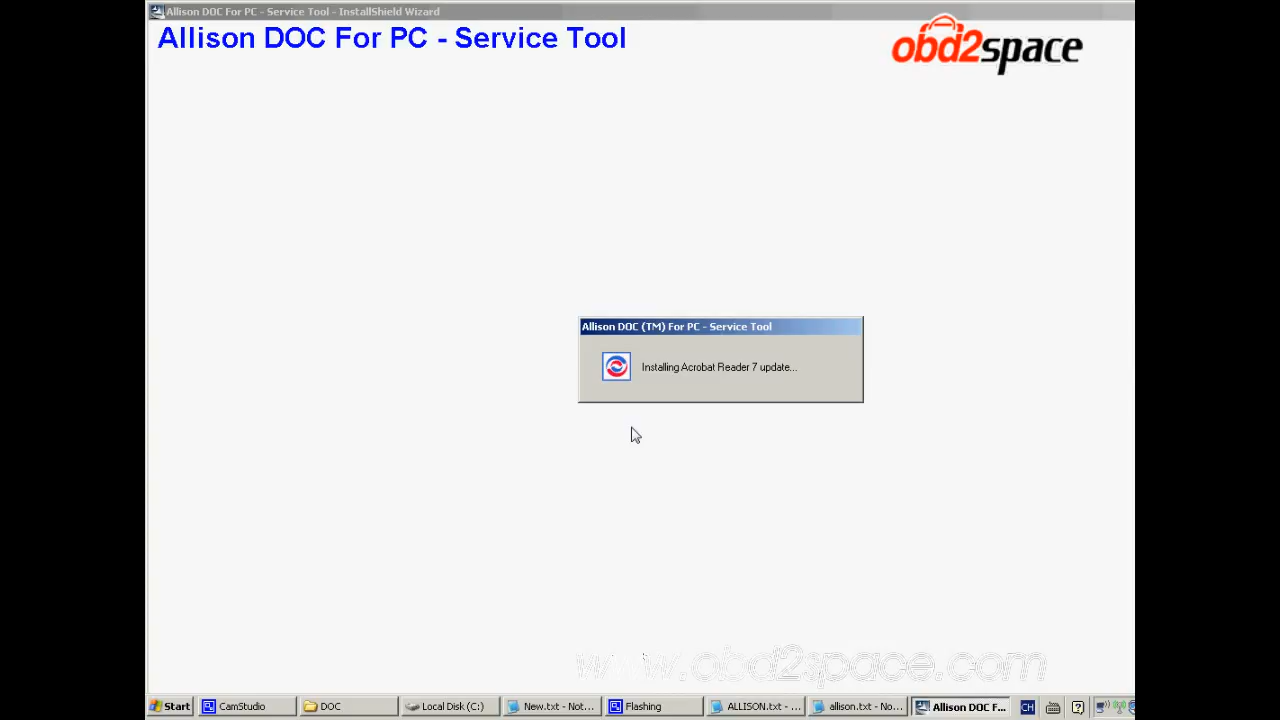 Allison DOC For PC - Service Tool - InstallShield Wizard
Allison DOC For PC - Service Tool
obd2space
Allison DOC (TM) For PC - Service Tool
Installing Acrobat Reader 7 update...
www.obd2space.com
Start
CamStudio
DOC
Local Disk (C:)
New.txt - Not...
Flashing
ALLISON.txt - ...
allison.txt - No...
Allison DOC F...
CH